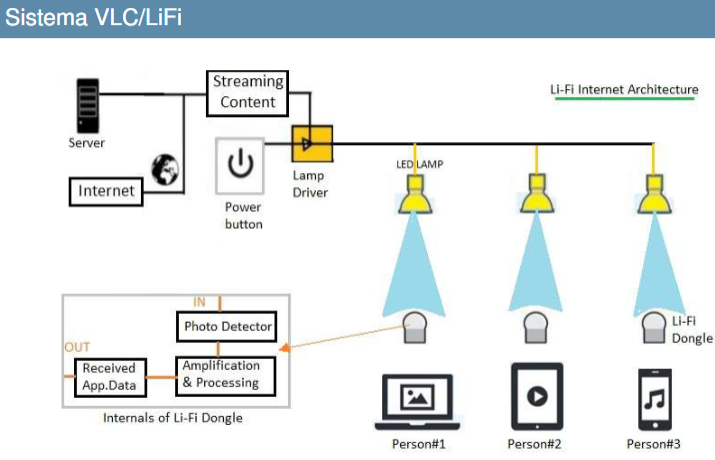 Sistema VLC/LiFi
Streaming
Content
Li-Fi Internet Architecture
Server
LED LAMP
Lamp
Driver
Internet
Power
button
IN
Photo Detector
OUT
Received
App.Data
Amplification
& Processing
Li-Fi
Dongle
Internals of Li-Fi Dongle
Person#1
Person#2
Person#3